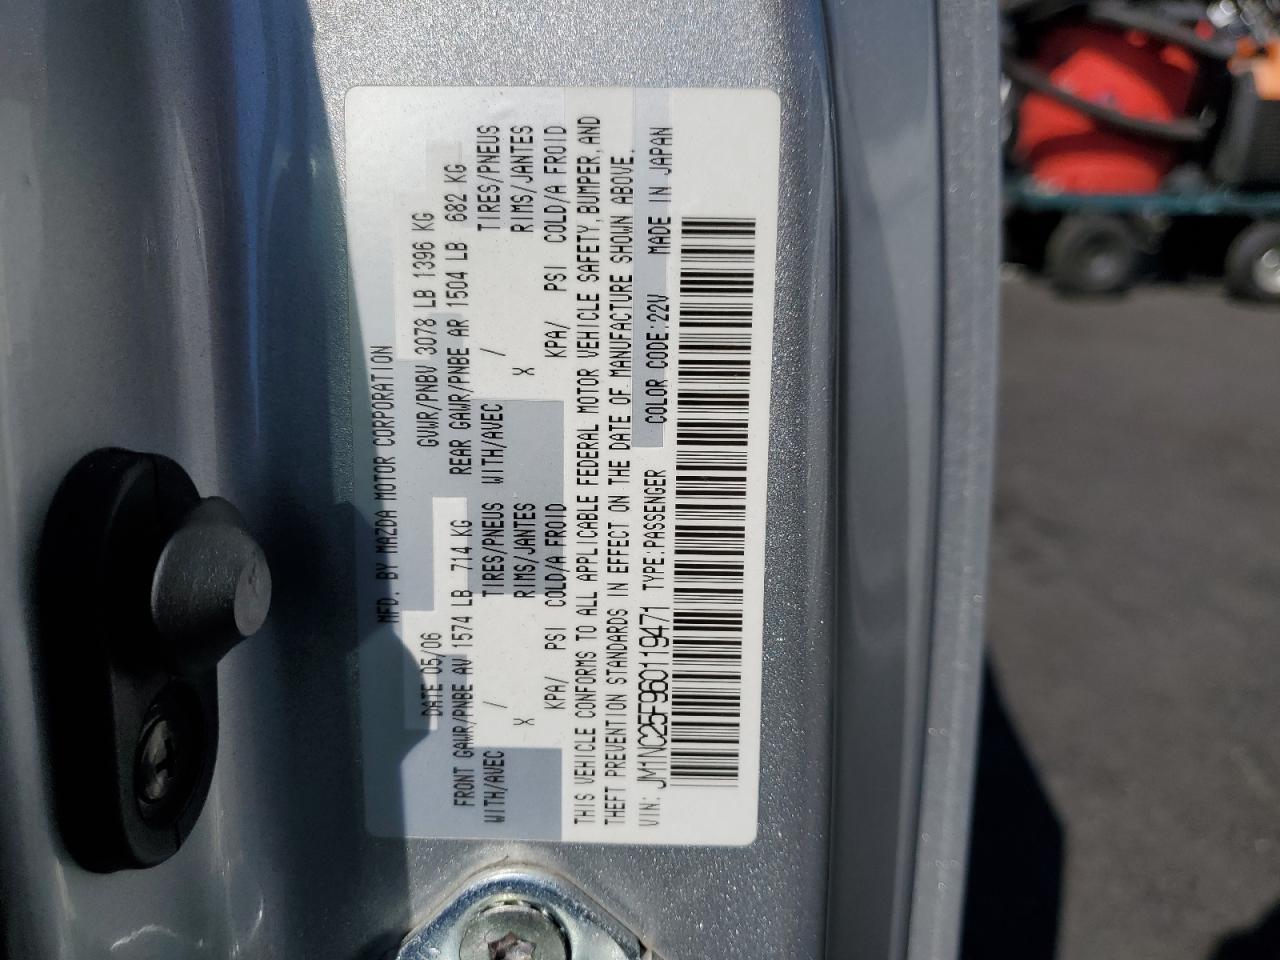 MFD. BY MAZDA MOTOR CORPORATION
DATE 05/06 GVWR/PNBV 3078 LB 1396 KG
FRONT GAWR/PNBE AV 1574 LB 714 KG REAR GAWR/PNBE AR 1504 LB 682 KG
WITH/AVEC / TIRES/PNEUS WITH/AVEC / TIRES/PNEUS
X RIMS/JANTES X RIMS/JANTES
KPA/ PSI COLD/A FROID KPA/ PSI COLD/A FROID
THIS VEHICLE CONFORMS TO ALL APPLICABLE FEDERAL MOTOR VEHICLE SAFETY, BUMPER, AND
THEFT PREVENTION STANDARDS IN EFFECT ON THE DATE OF MANUFACTURE SHOWN ABOVE.
VIN: JM1NC25F960119471 TYPE:PASSENGER COLOR CODE:22V MADE IN JAPAN